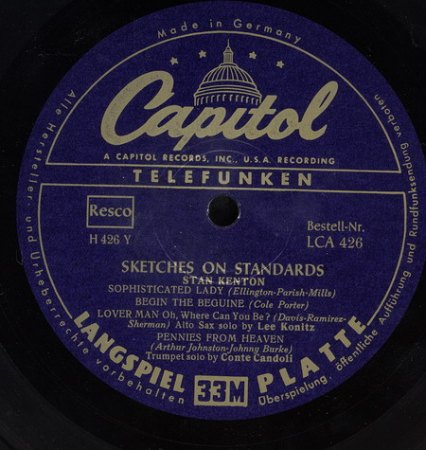 Made in Germany
Capitol
A CAPITOL RECORDS, INC., U.S.A. RECORDING
TELEFUNKEN
Resco
H 426 Y
Bestell-Nr.
LCA 426
SKETCHES ON STANDARDS
STAN KENTON
SOPHISTICATED LADY (Ellington-Parish-Mills)
BEGIN THE BEGUINE (Cole Porter)
LOVER MAN Oh, Where Can You Be? (Davis-Ramirez-
Sherman) Alto Sax solo by Lee Konitz
PENNIES FROM HEAVEN
(Arthur Johnston-Johnny Burke)
Trumpet solo by Conte Candoli
LANGSPIEL 33M PLATTE
Alle Hersteller- und Urheberrechte vorbehalten
Überspielung, öffentliche Aufführung und Rundfunksendung verboten